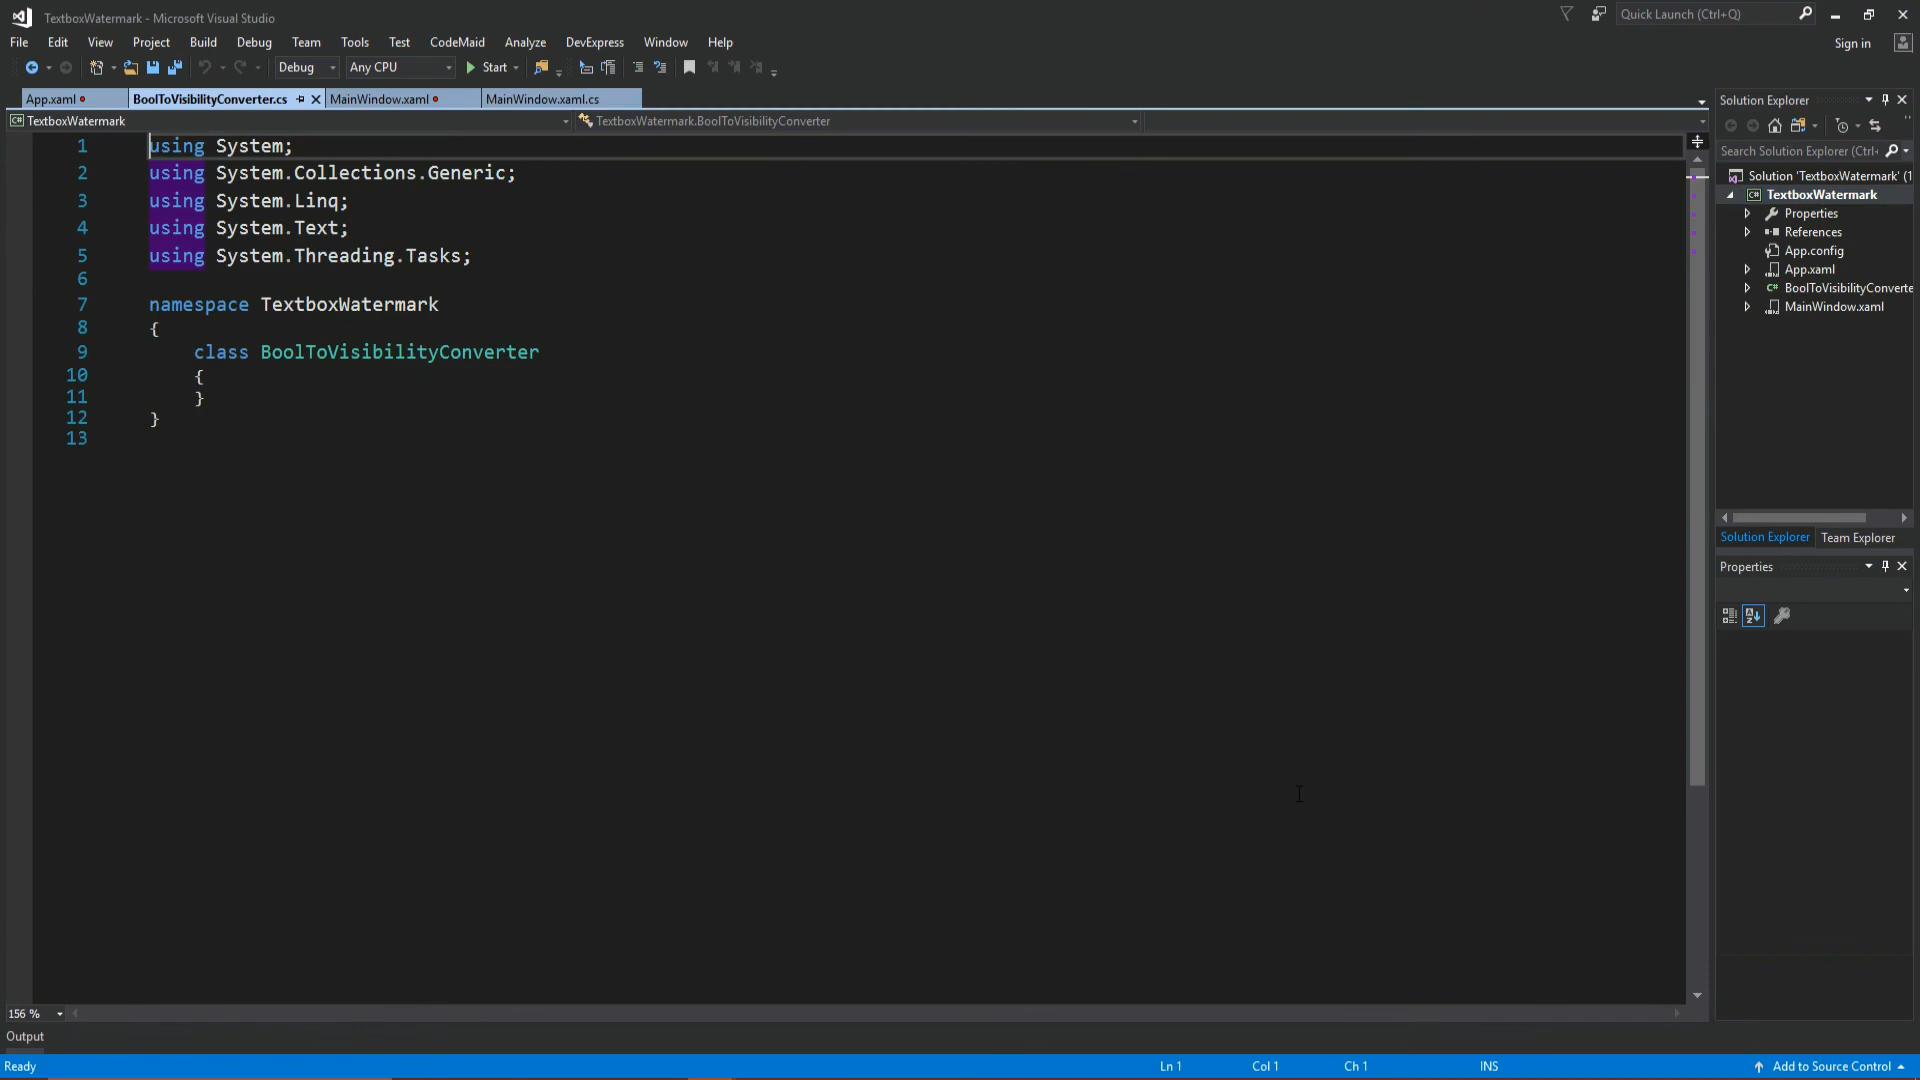 TextboxWatermark - Microsoft Visual Studio
Quick Launch (Ctrl+Q)
File Edit View Project Build Debug Team Tools Test CodeMaid Analyze DevExpress Window Help
Sign in
Debug Any CPU Start
App.xaml BoolToVisibilityConverter.cs MainWindow.xaml MainWindow.xaml.cs
TextboxWatermark TextboxWatermark.BoolToVisibilityConverter
1 using System;
2 using System.Collections.Generic;
3 using System.Linq;
4 using System.Text;
5 using System.Threading.Tasks;
6
7 namespace TextboxWatermark
8 {
9 class BoolToVisibilityConverter
10 {
11 }
12 }
13
Solution Explorer
Search Solution Explorer (Ctrl+
Solution 'TextboxWatermark' (1
C# TextboxWatermark
Properties
References
App.config
App.xaml
C# BoolToVisibilityConverte
MainWindow.xaml
Solution Explorer Team Explorer
Properties
156 %
Output
Ready Ln 1 Col 1 Ch 1 INS Add to Source Control